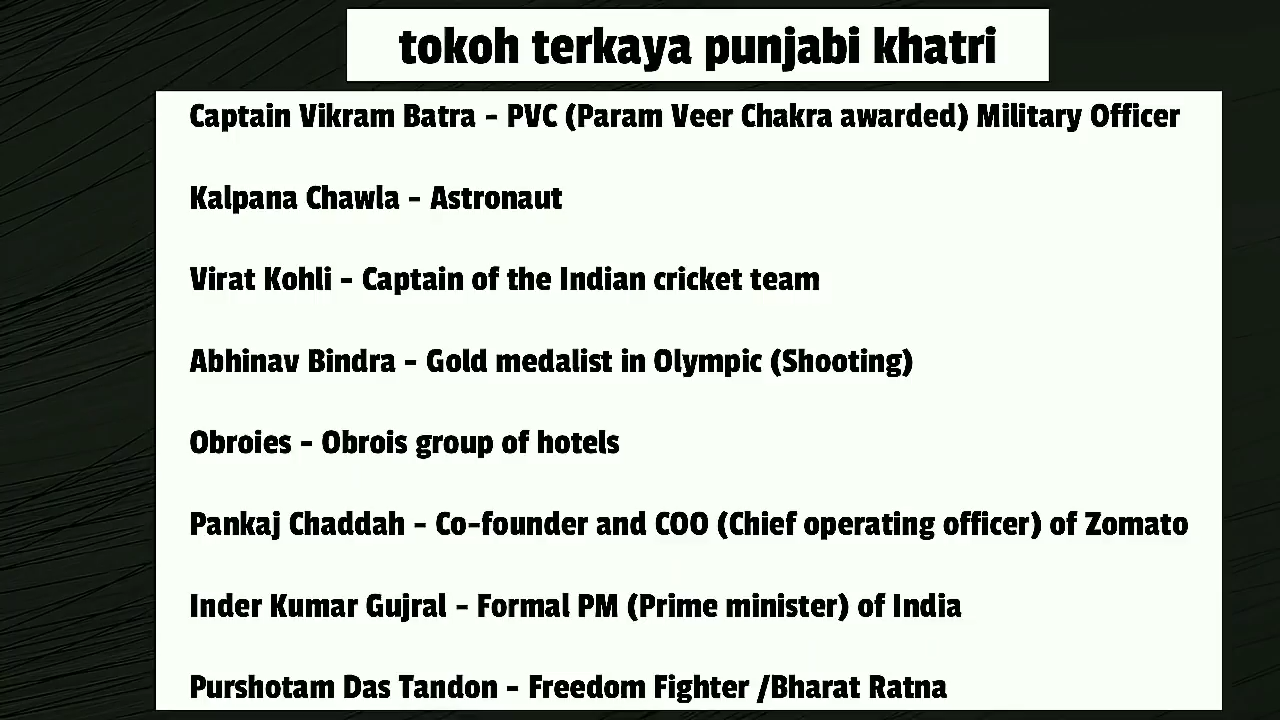 tokoh terkaya punjabi khatri
Captain Vikram Batra - PVC (Param Veer Chakra awarded) Military Officer
Kalpana Chawla - Astronaut
Virat Kohli - Captain of the Indian cricket team
Abhinav Bindra - Gold medalist in Olympic (Shooting)
Obroies - Obrois group of hotels
Pankaj Chaddah - Co-founder and COO (Chief operating officer) of Zomato
Inder Kumar Gujral - Formal PM (Prime minister) of India
Purshotam Das Tandon - Freedom Fighter /Bharat Ratna